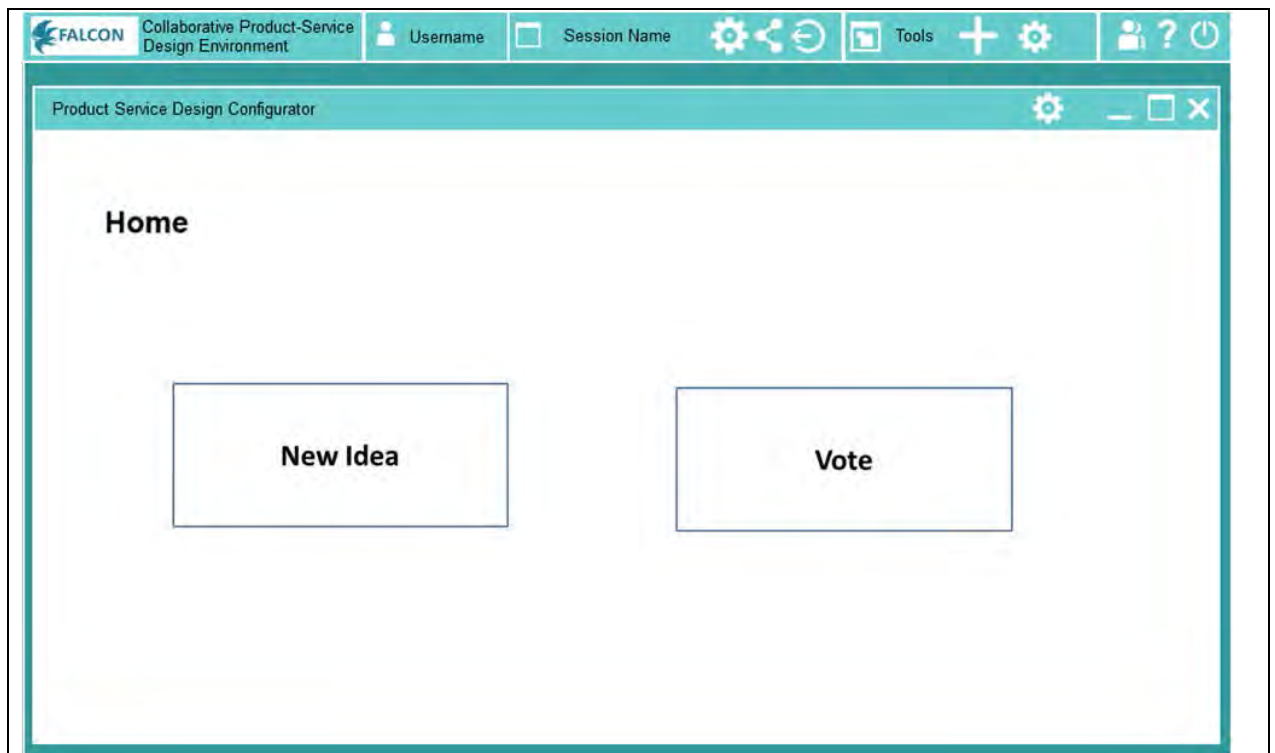 FALCON
Collaborative Product-Service
Design Environment
Username
Session Name
Tools
?
Product Service Design Configurator
Home
New Idea
Vote